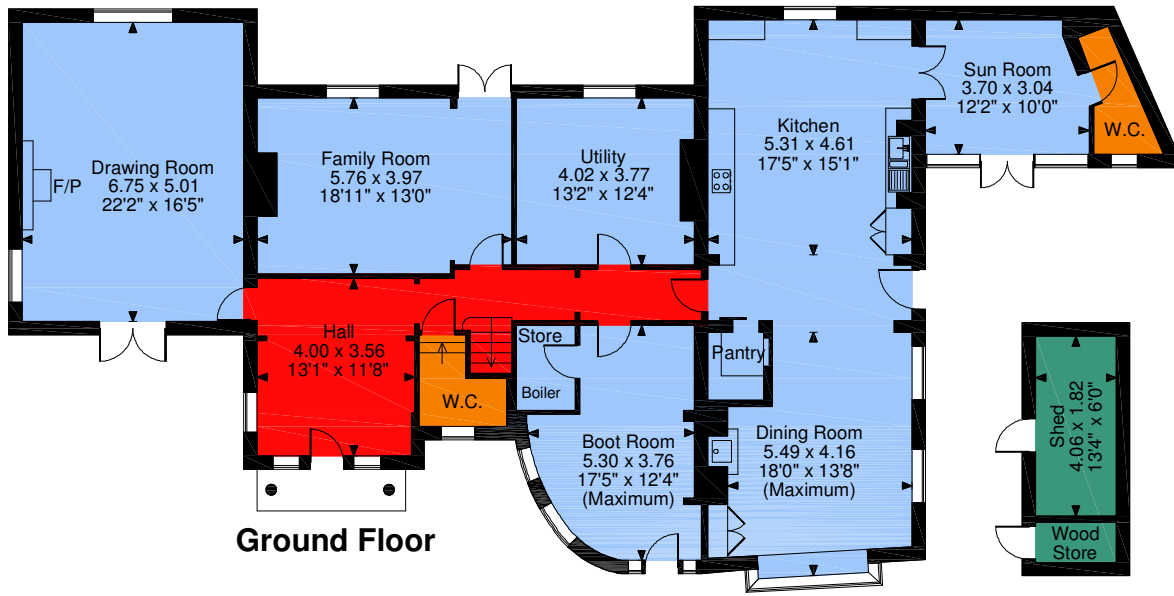 Drawing Room
6.75 x 5.01
22'2" x 16'5"
F/P
Family Room
5.76 x 3.97
18'11" x 13'0"
Utility
4.02 x 3.77
13'2" x 12'4"
Kitchen
5.31 x 4.61
17'5" x 15'1"
Sun Room
3.70 x 3.04
12'2" x 10'0"
W.C.
Hall
4.00 x 3.56
13'1" x 11'8"
W.C.
Store
Boiler
Pantry
Boot Room
5.30 x 3.76
17'5" x 12'4"
(Maximum)
Dining Room
5.49 x 4.16
18'0" x 13'8"
(Maximum)
Shed
4.06 x 1.82
13'4" x 6'0"
Wood
Store
Ground Floor